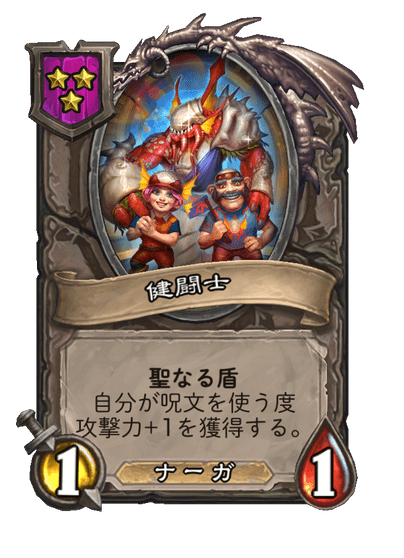 健闘士
聖なる盾
自分が呪文を使う度
攻撃力+1を獲得する。
1
ナーガ
1